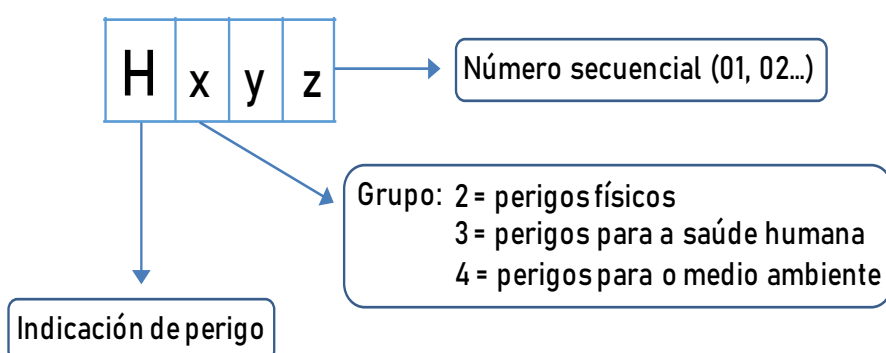 H x y z
Número secuencial (01, 02...)
Grupo: 2 = perigos físicos
3 = perigos para a saúde humana
4 = perigos para o medio ambiente
Indicación de perigo